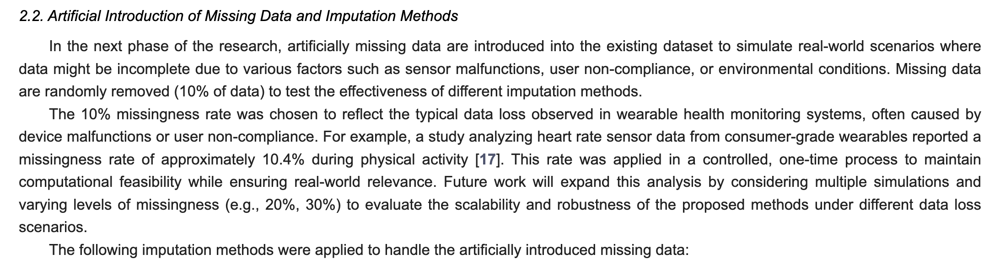 2.2. Artificial Introduction of Missing Data and Imputation Methods
In the next phase of the research, artificially missing data are introduced into the existing dataset to simulate real-world scenarios where
data might be incomplete due to various factors such as sensor malfunctions, user non-compliance, or environmental conditions. Missing data
are randomly removed (10% of data) to test the effectiveness of different imputation methods.
The 10% missingness rate was chosen to reflect the typical data loss observed in wearable health monitoring systems, often caused by
device malfunctions or user non-compliance. For example, a study analyzing heart rate sensor data from consumer-grade wearables reported a
missingness rate of approximately 10.4% during physical activity [17]. This rate was applied in a controlled, one-time process to maintain
computational feasibility while ensuring real-world relevance. Future work will expand this analysis by considering multiple simulations and
varying levels of missingness (e.g., 20%, 30%) to evaluate the scalability and robustness of the proposed methods under different data loss
scenarios.
The following imputation methods were applied to handle the artificially introduced missing data: